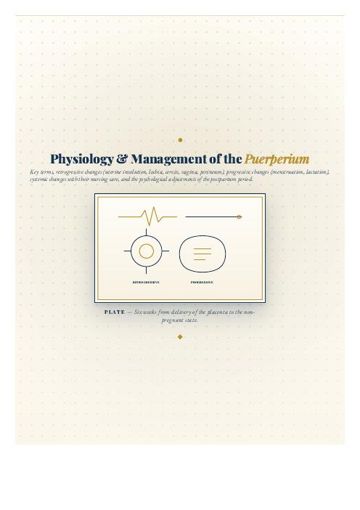 Physiology & Management of the Puerperium
Key terms, retrogressive changes (uterine involution, lochia, cervix, vagina, perineum), progressive changes (menstruation, lactation),
systemic changes with their nursing care, and the psychological adjustments of the postpartum period.
RETROGRESSIVE PROGRESSIVE
PLATE — Six weeks from delivery of the placenta to the non-
pregnant state.